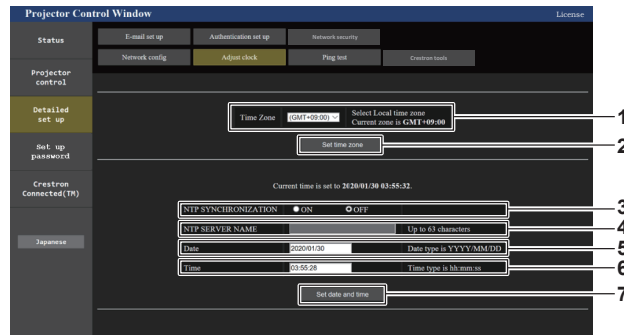 Projector Control Window License
Status E-mail set up Authentication set up Network security
Network config Adjust clock Ping test Crestron tools
Projector
control
Detailed
set up
Time Zone (GMT+09:00) Select Local time zone
Current zone is GMT+09:00
1
Set time zone 2
Set up
password
Crestron
Connected(TM)
Current time is set to 2020/01/30 03:55:32.
NTP SYNCHRONIZATION ON OFF 3
NTP SERVER NAME Up to 63 characters 4
Japanese
Date 2020/01/30 Date type is YYYY/MM/DD 5
Time 03:55:28 Time type is hh:mm:ss 6
Set date and time 7